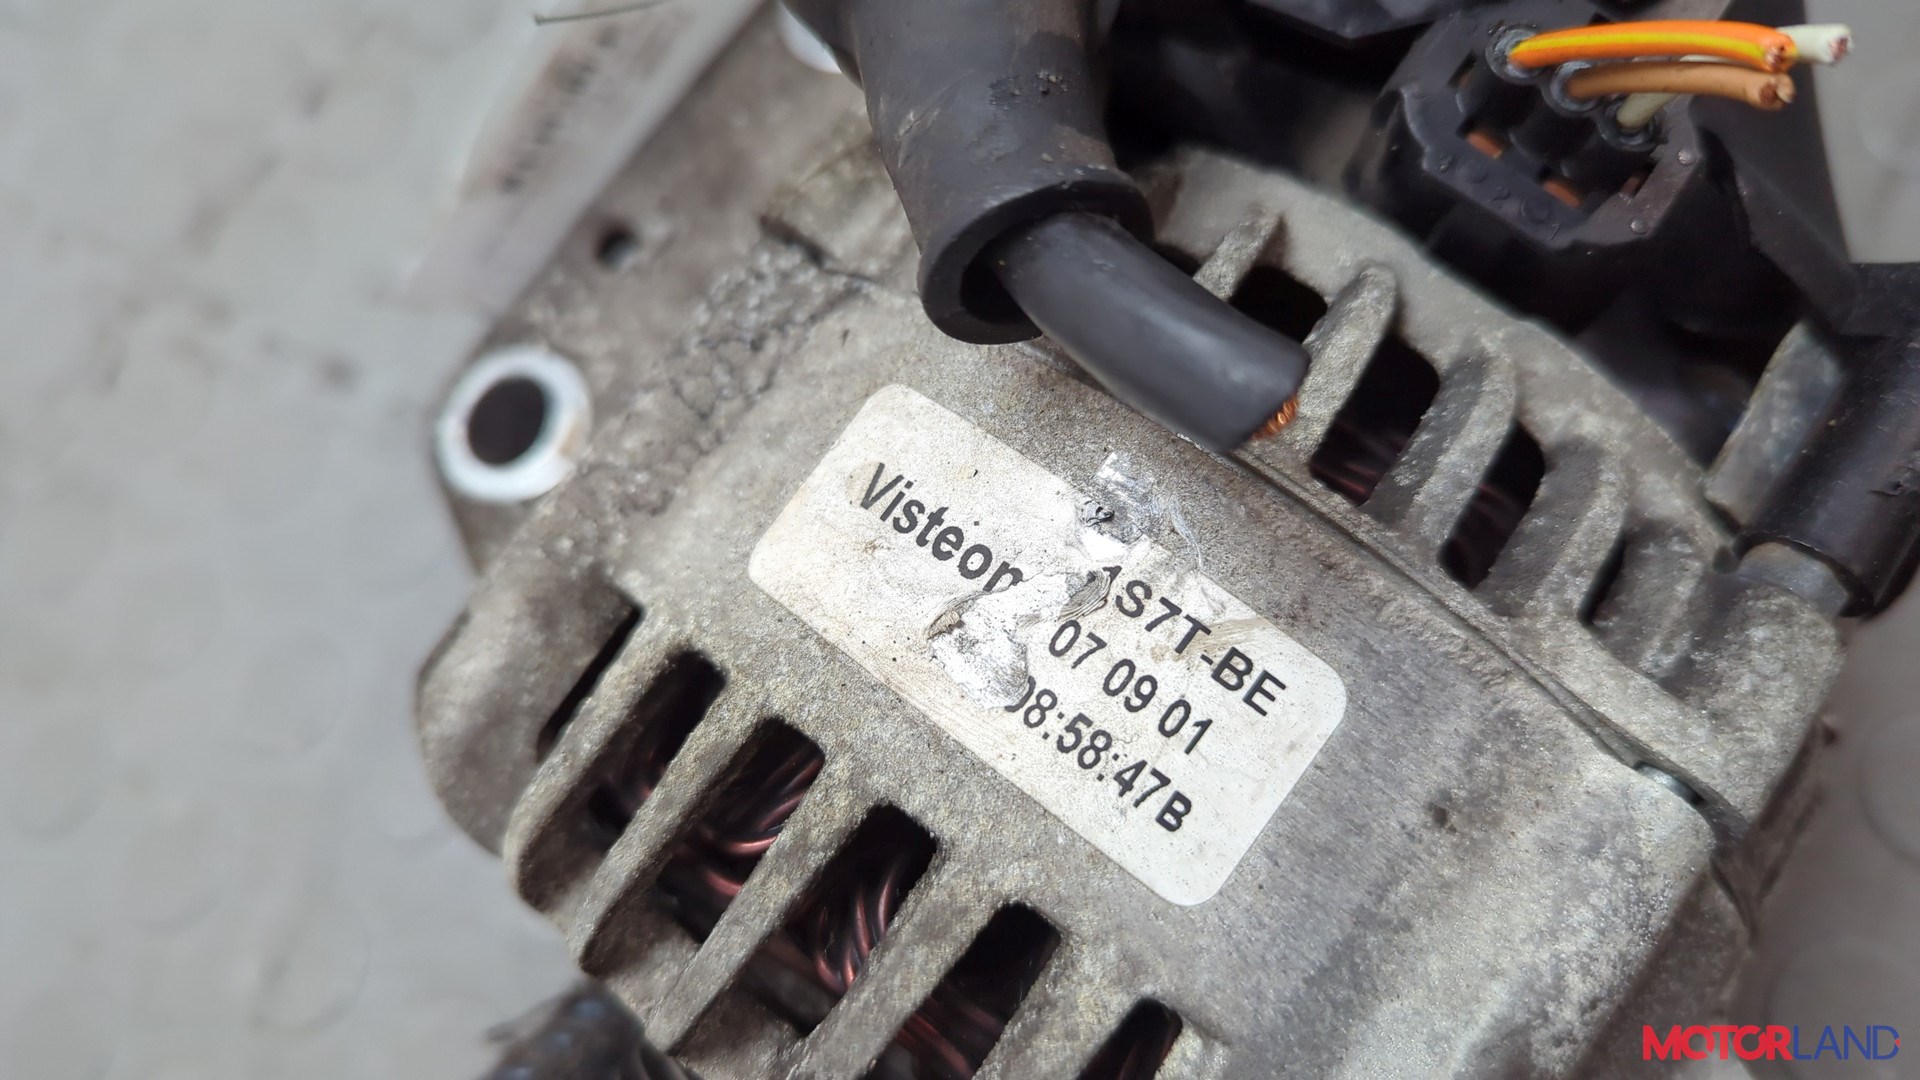 Visteon 1S7T-BE
07 09 01
08:58:47B
MOTORLAND